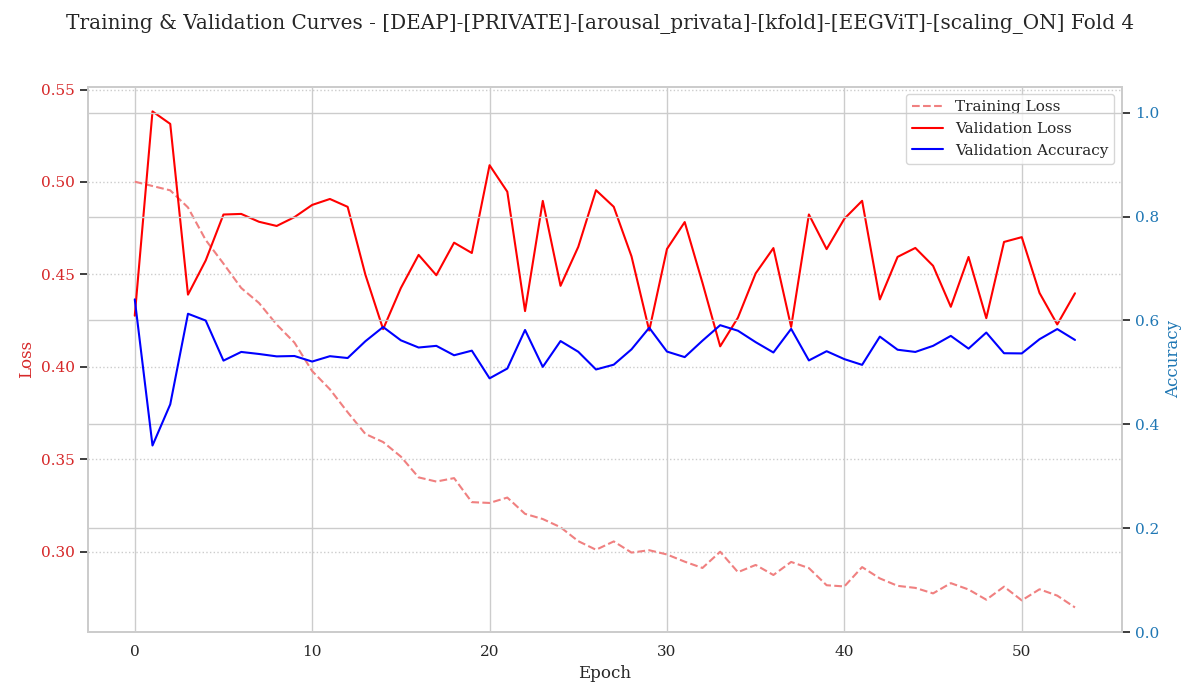 Training & Validation Curves - [DEAP]-[PRIVATE]-[arousal_privata]-[kfold]-[EEGViT]-[scaling_ON] Fold 4
Training Loss
Validation Loss
Validation Accuracy
Loss
0.55
0.50
0.45
0.40
0.35
0.30
Accuracy
1.0
0.8
0.6
0.4
0.2
0.0
0
10
20
30
40
50
Epoch